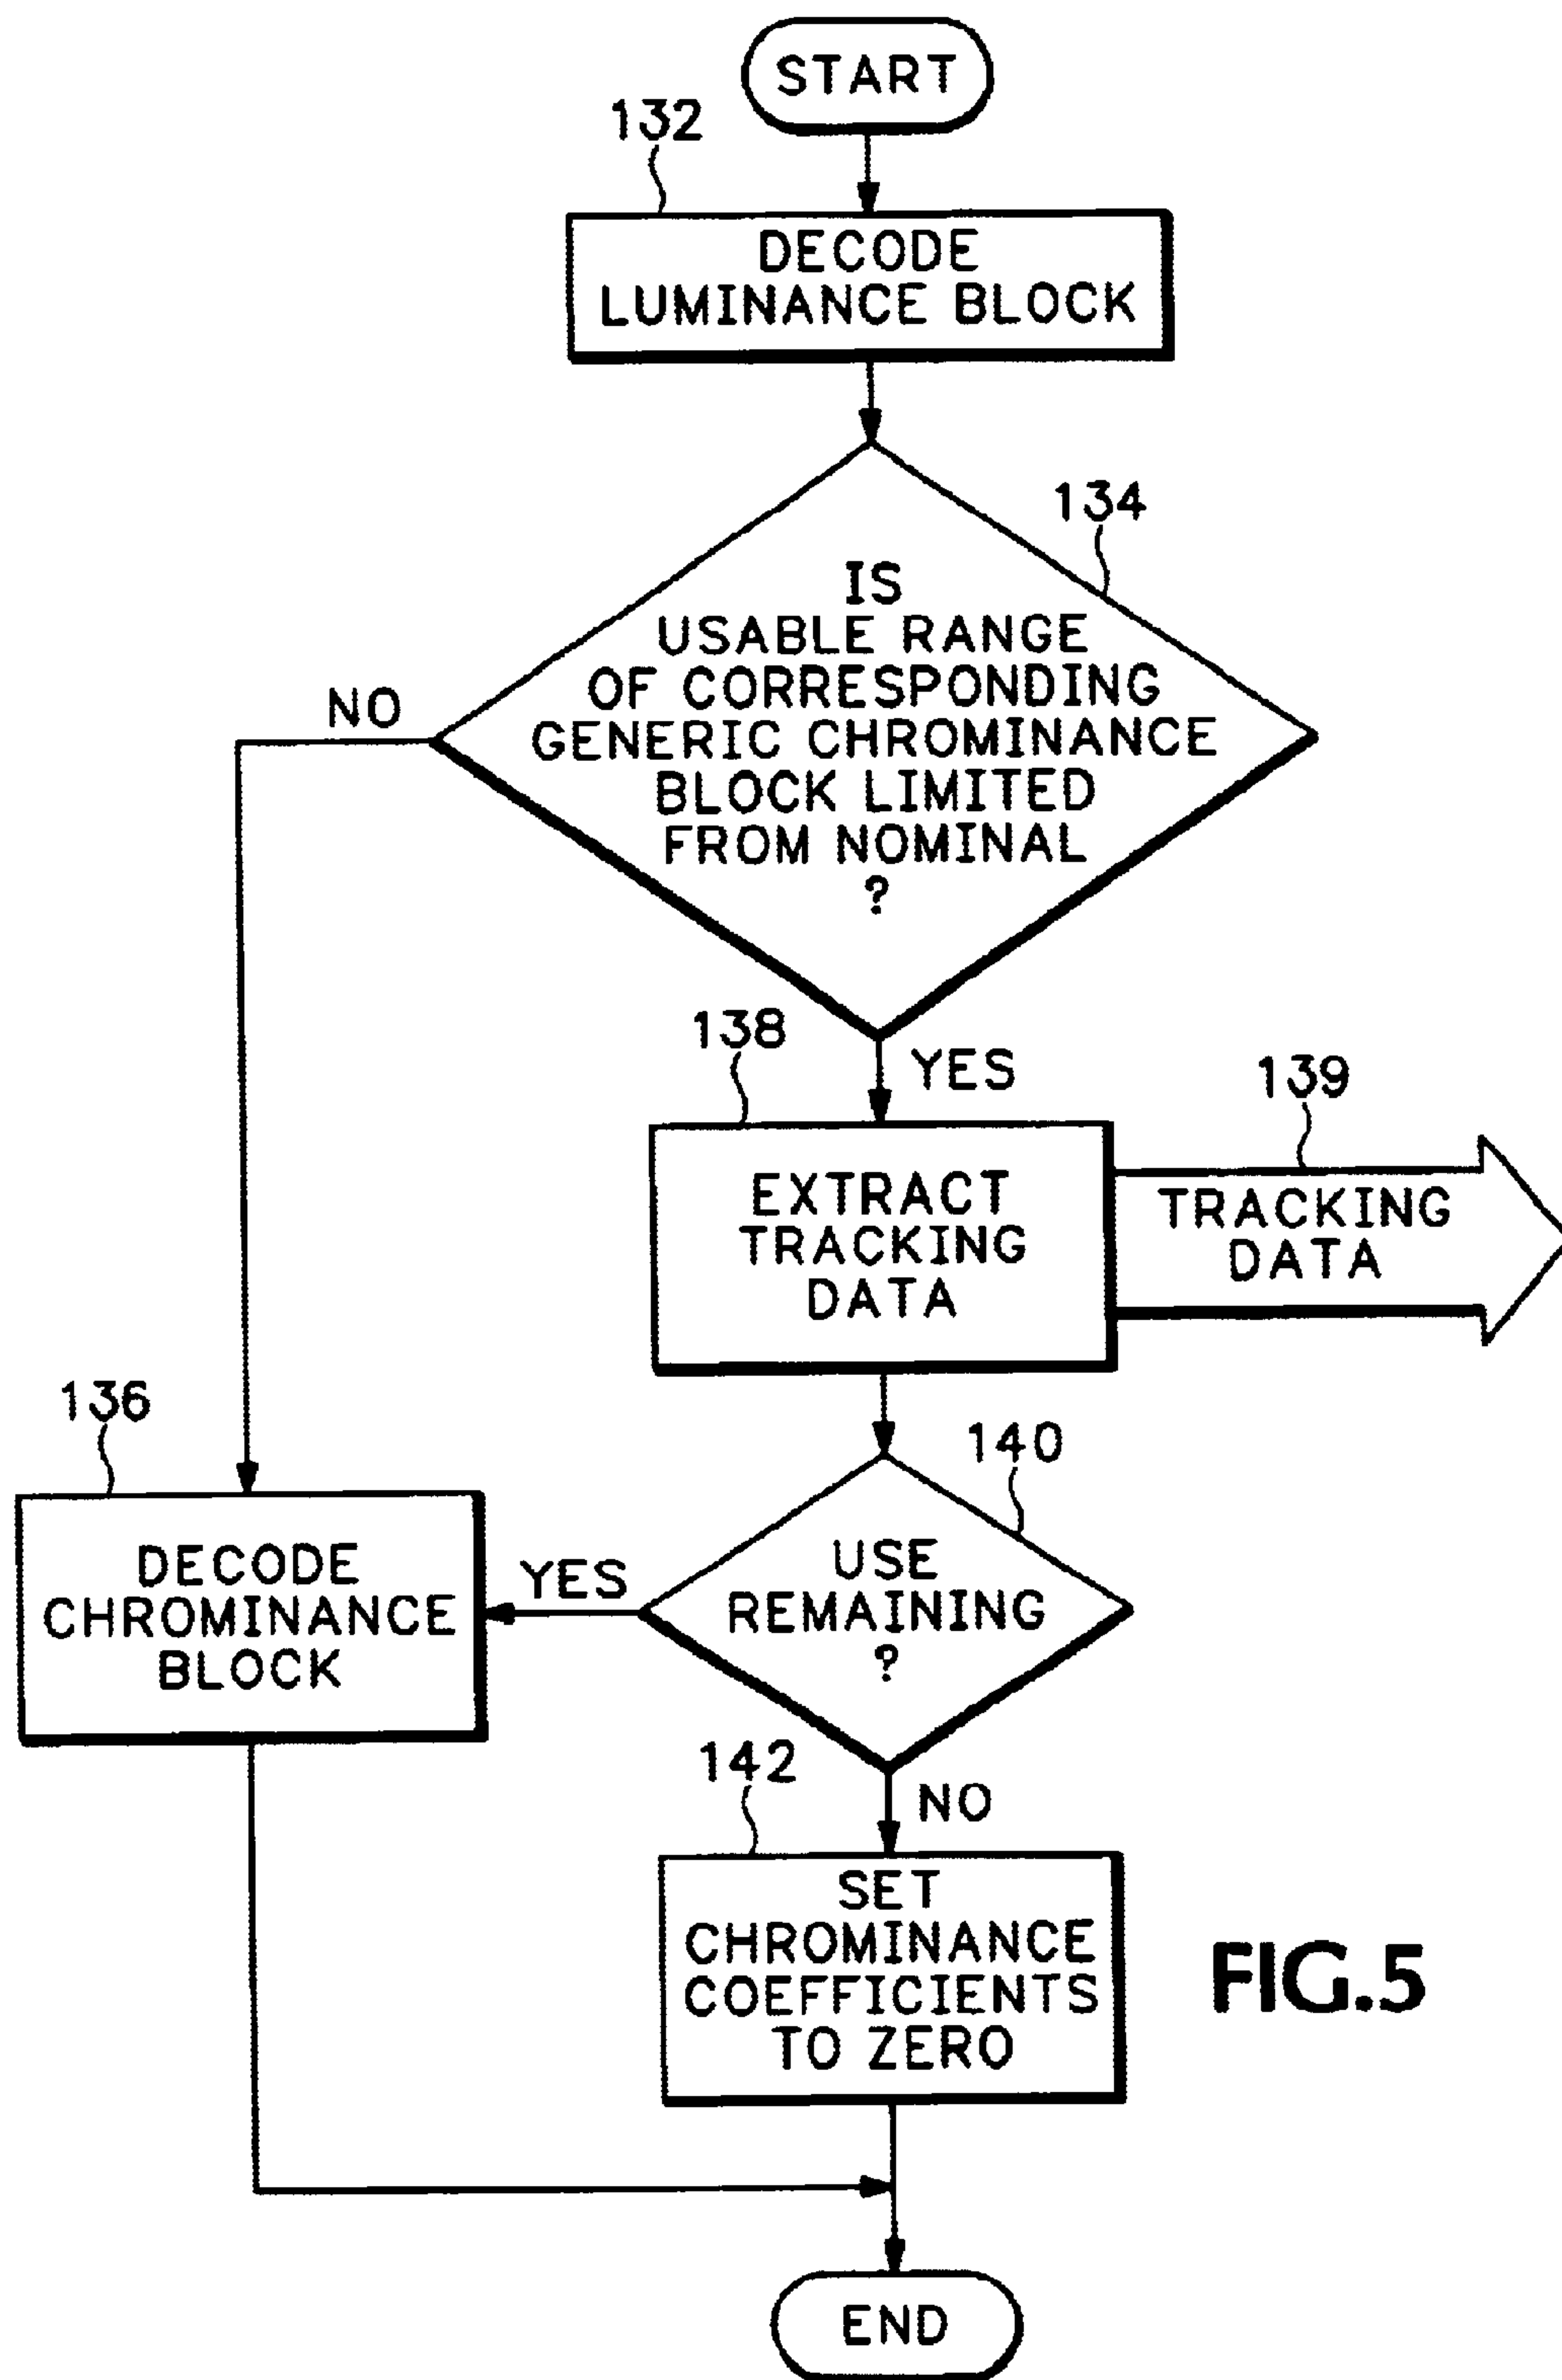 START
132
DECODE
LUMINANCE BLOCK
134
IS
USABLE RANGE
OF CORRESPONDING
GENERIC CHROMINANCE
BLOCK LIMITED
FROM NOMINAL
?
NO
YES
138
139
EXTRACT
TRACKING
DATA
TRACKING
DATA
136
140
DECODE
CHROMINANCE
BLOCK
YES
USE
REMAINING
?
142
NO
SET
CHROMINANCE
COEFFICIENTS
TO ZERO
FIG.5
END